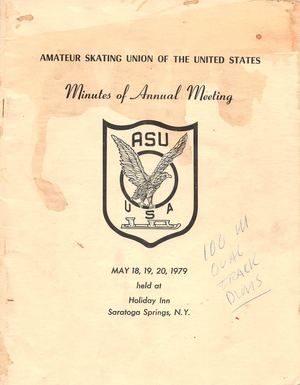 AMATEUR SKATING UNION OF THE UNITED STATES
Minutes of Annual Meeting
ASU
USA
MAY 18, 19, 20, 1979
held at
Holiday Inn
Saratoga Springs, N.Y.
100 M
OVAL
TRACK